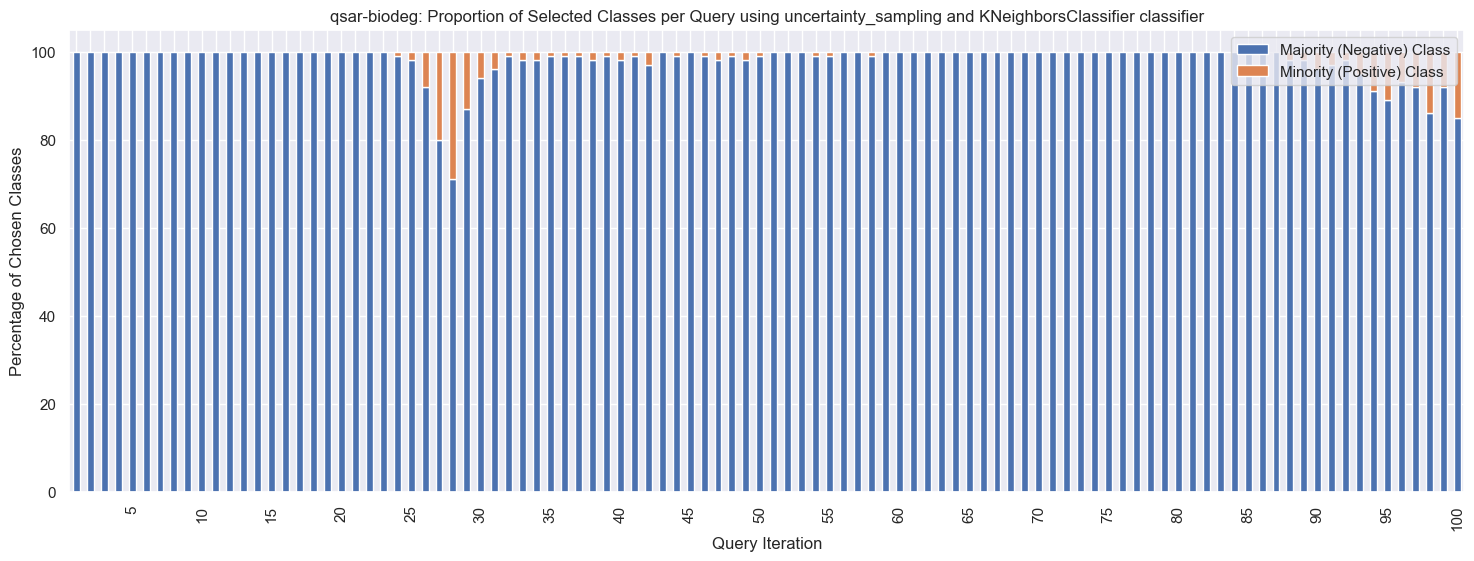 qsar-biodeg: Proportion of Selected Classes per Query using uncertainty_sampling and KNeighborsClassifier classifier
Majority (Negative) Class
Minority (Positive) Class
Percentage of Chosen Classes
100
80
60
40
20
0
5 10 15 20 25 30 35 40 45 50 55 60 65 70 75 80 85 90 95 100
Query Iteration